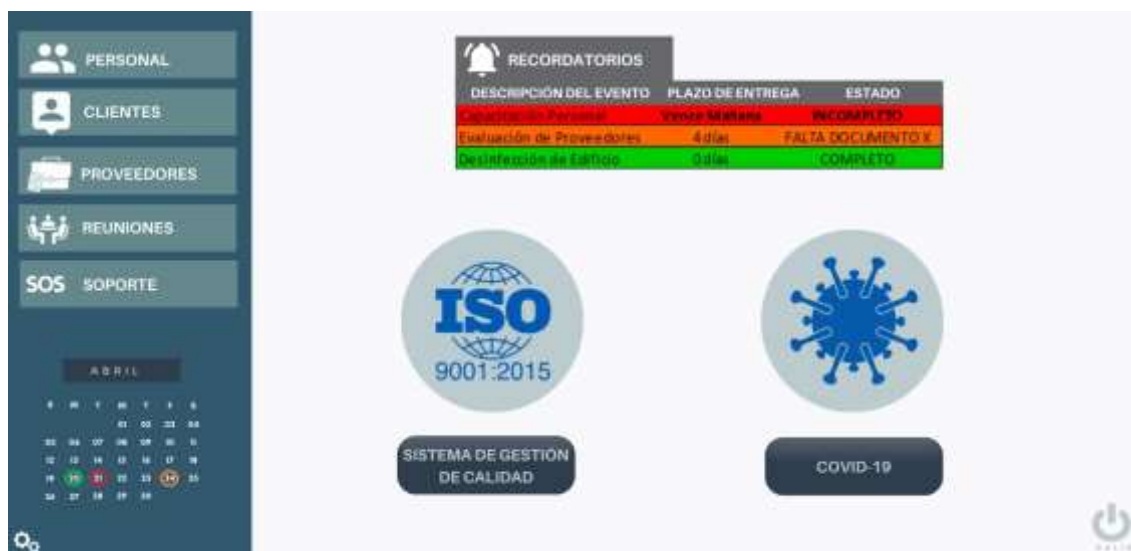 PERSONAL
CLIENTES
PROVEEDORES
REUNIONES
SOS SOPORTE
ABRIL
RECORDATORIOS
DESCRIPCIÓN DEL EVENTO PLAZO DE ENTREGA ESTADO
Capacitación Personal Vence Mañana INCOMPLETO
Evaluación de Proveedores 4 días FALTA DOCUMENTO X
Desinfección de Edificio 0 días COMPLETO
ISO
9001:2015
SISTEMA DE GESTIÓN
DE CALIDAD
COVID-19